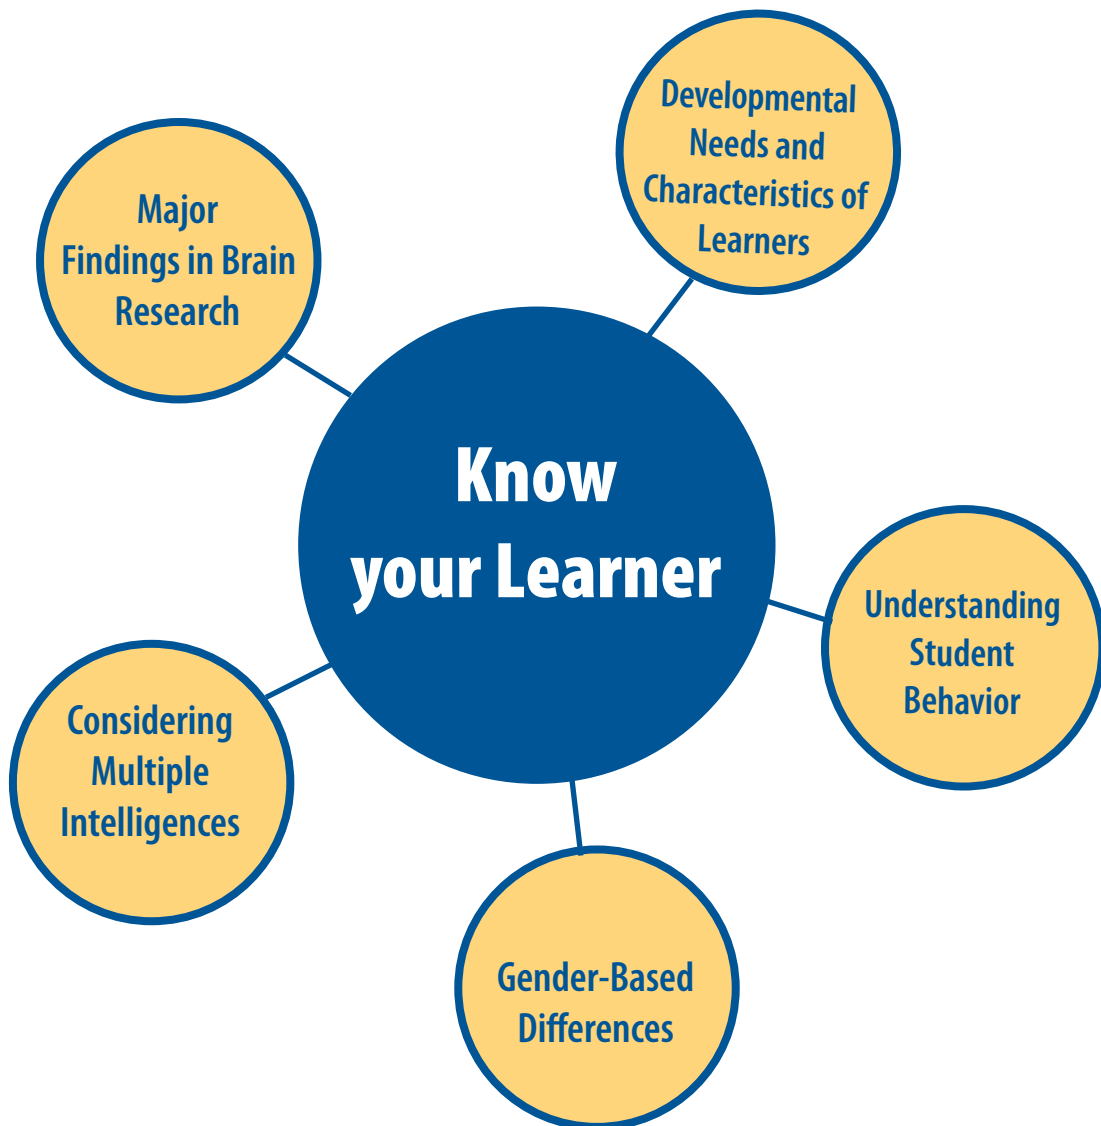 Developmental
Needs and
Characteristics of
Learners
Major
Findings in Brain
Research
Know
your Learner
Understanding
Student
Behavior
Considering
Multiple
Intelligences
Gender-Based
Differences